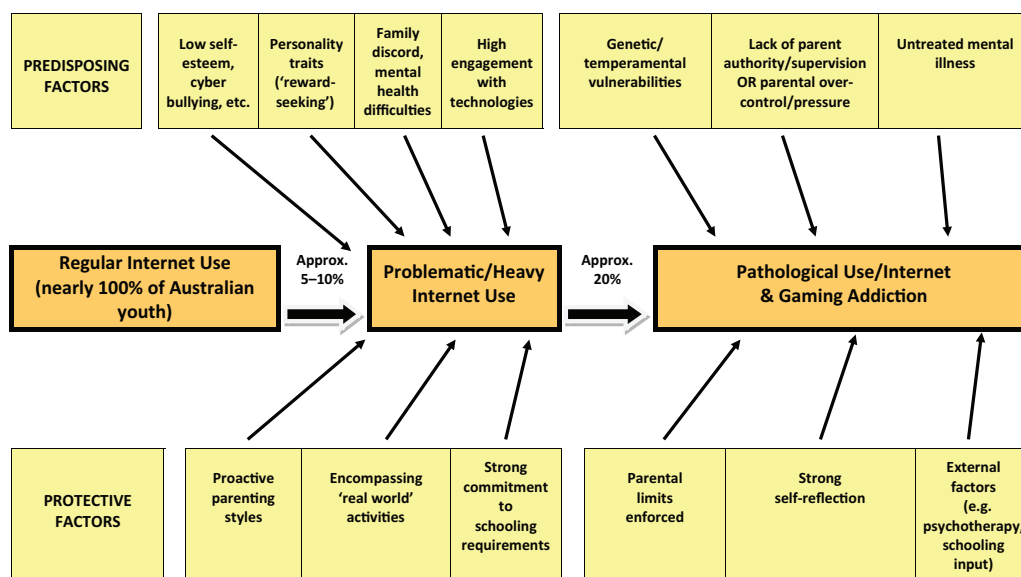 PREDISPOSING
FACTORS
Low self-
esteem,
cyber
bullying, etc.
Personality
traits
(‘reward-
seeking’)
Family
discord,
mental
health
difficulties
High
engagement
with
technologies
Genetic/
temperamental
vulnerabilities
Lack of parent
authority/supervision
OR parental over-
control/pressure
Untreated mental
illness
Regular Internet Use
(nearly 100% of Australian
youth)
Approx.
5–10%
Problematic/Heavy
Internet Use
Approx.
20%
Pathological Use/Internet
& Gaming Addiction
PROTECTIVE
FACTORS
Proactive
parenting
styles
Encompassing
‘real world’
activities
Strong
commitment
to
schooling
requirements
Parental
limits
enforced
Strong
self-reflection
External
factors
(e.g.
psychotherapy,
schooling
input)